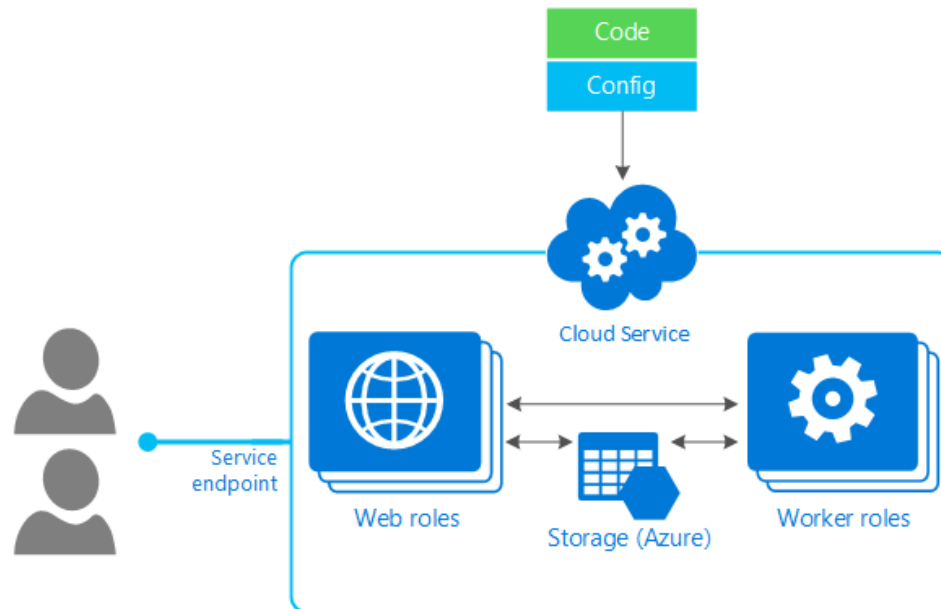 Code
Config
Cloud Service
Service
endpoint
Web roles
Storage (Azure)
Worker roles